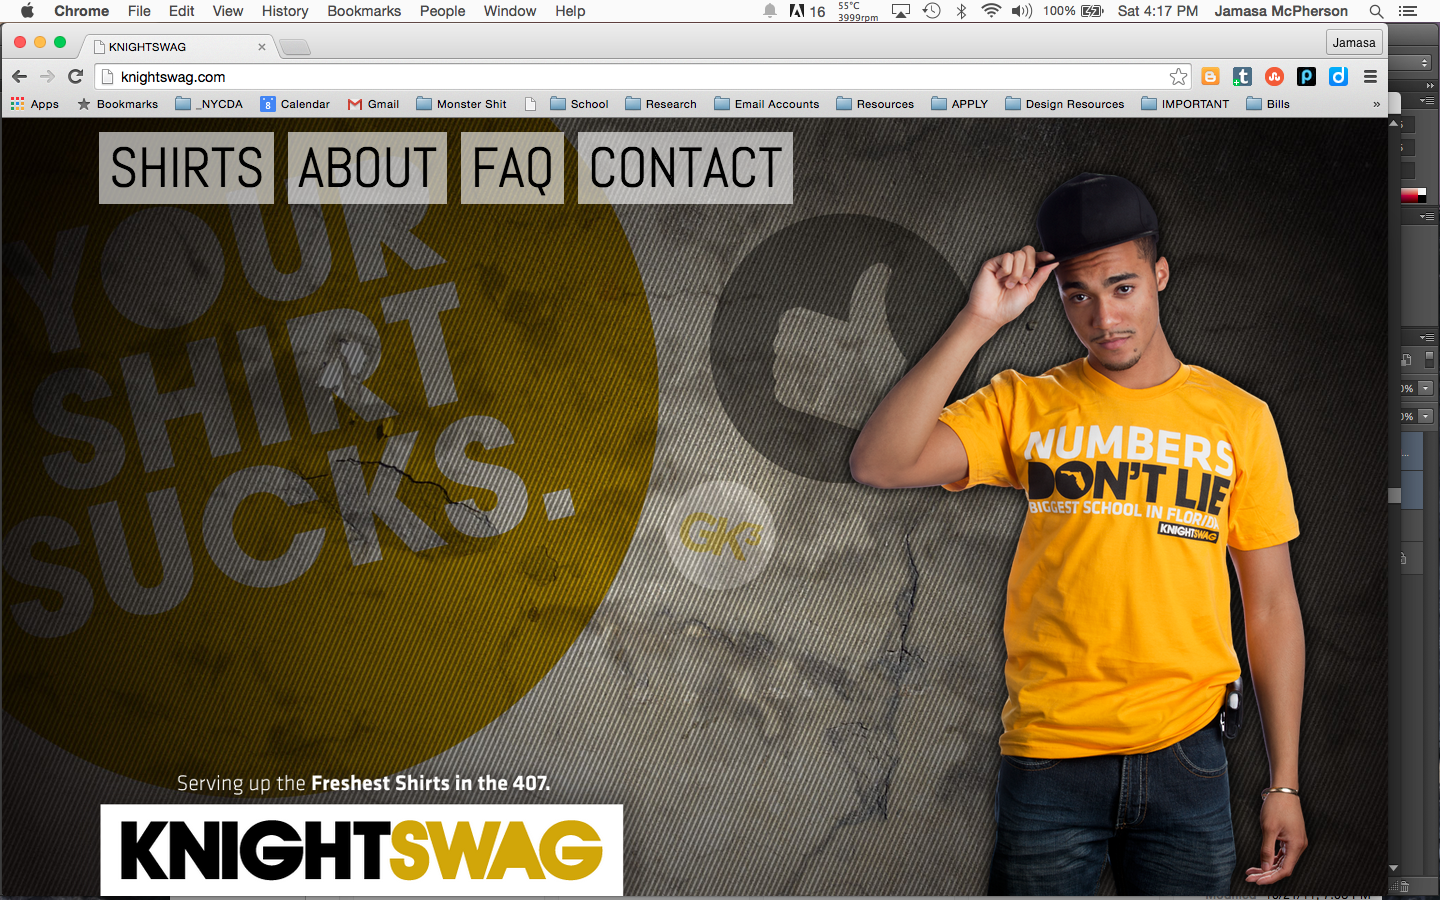 Chrome File Edit View History Bookmarks People Window Help 16 55°C 3999rpm 100% Sat 4:17 PM Jamasa McPherson
KNIGHTSWAG
Jamasa
knightswag.com
Apps Bookmarks _NYCDA 8 Calendar Gmail Monster Shit School Research Email Accounts Resources APPLY Design Resources IMPORTANT Bills »
SHIRTS ABOUT FAQ CONTACT
YOUR
SHIRT
SUCKS.
GK3
NUMBERS
DON'T LIE
BIGGEST SCHOOL IN FLORIDA
KNIGHTSWAG
Serving up the Freshest Shirts in the 407.
KNIGHTSWAG